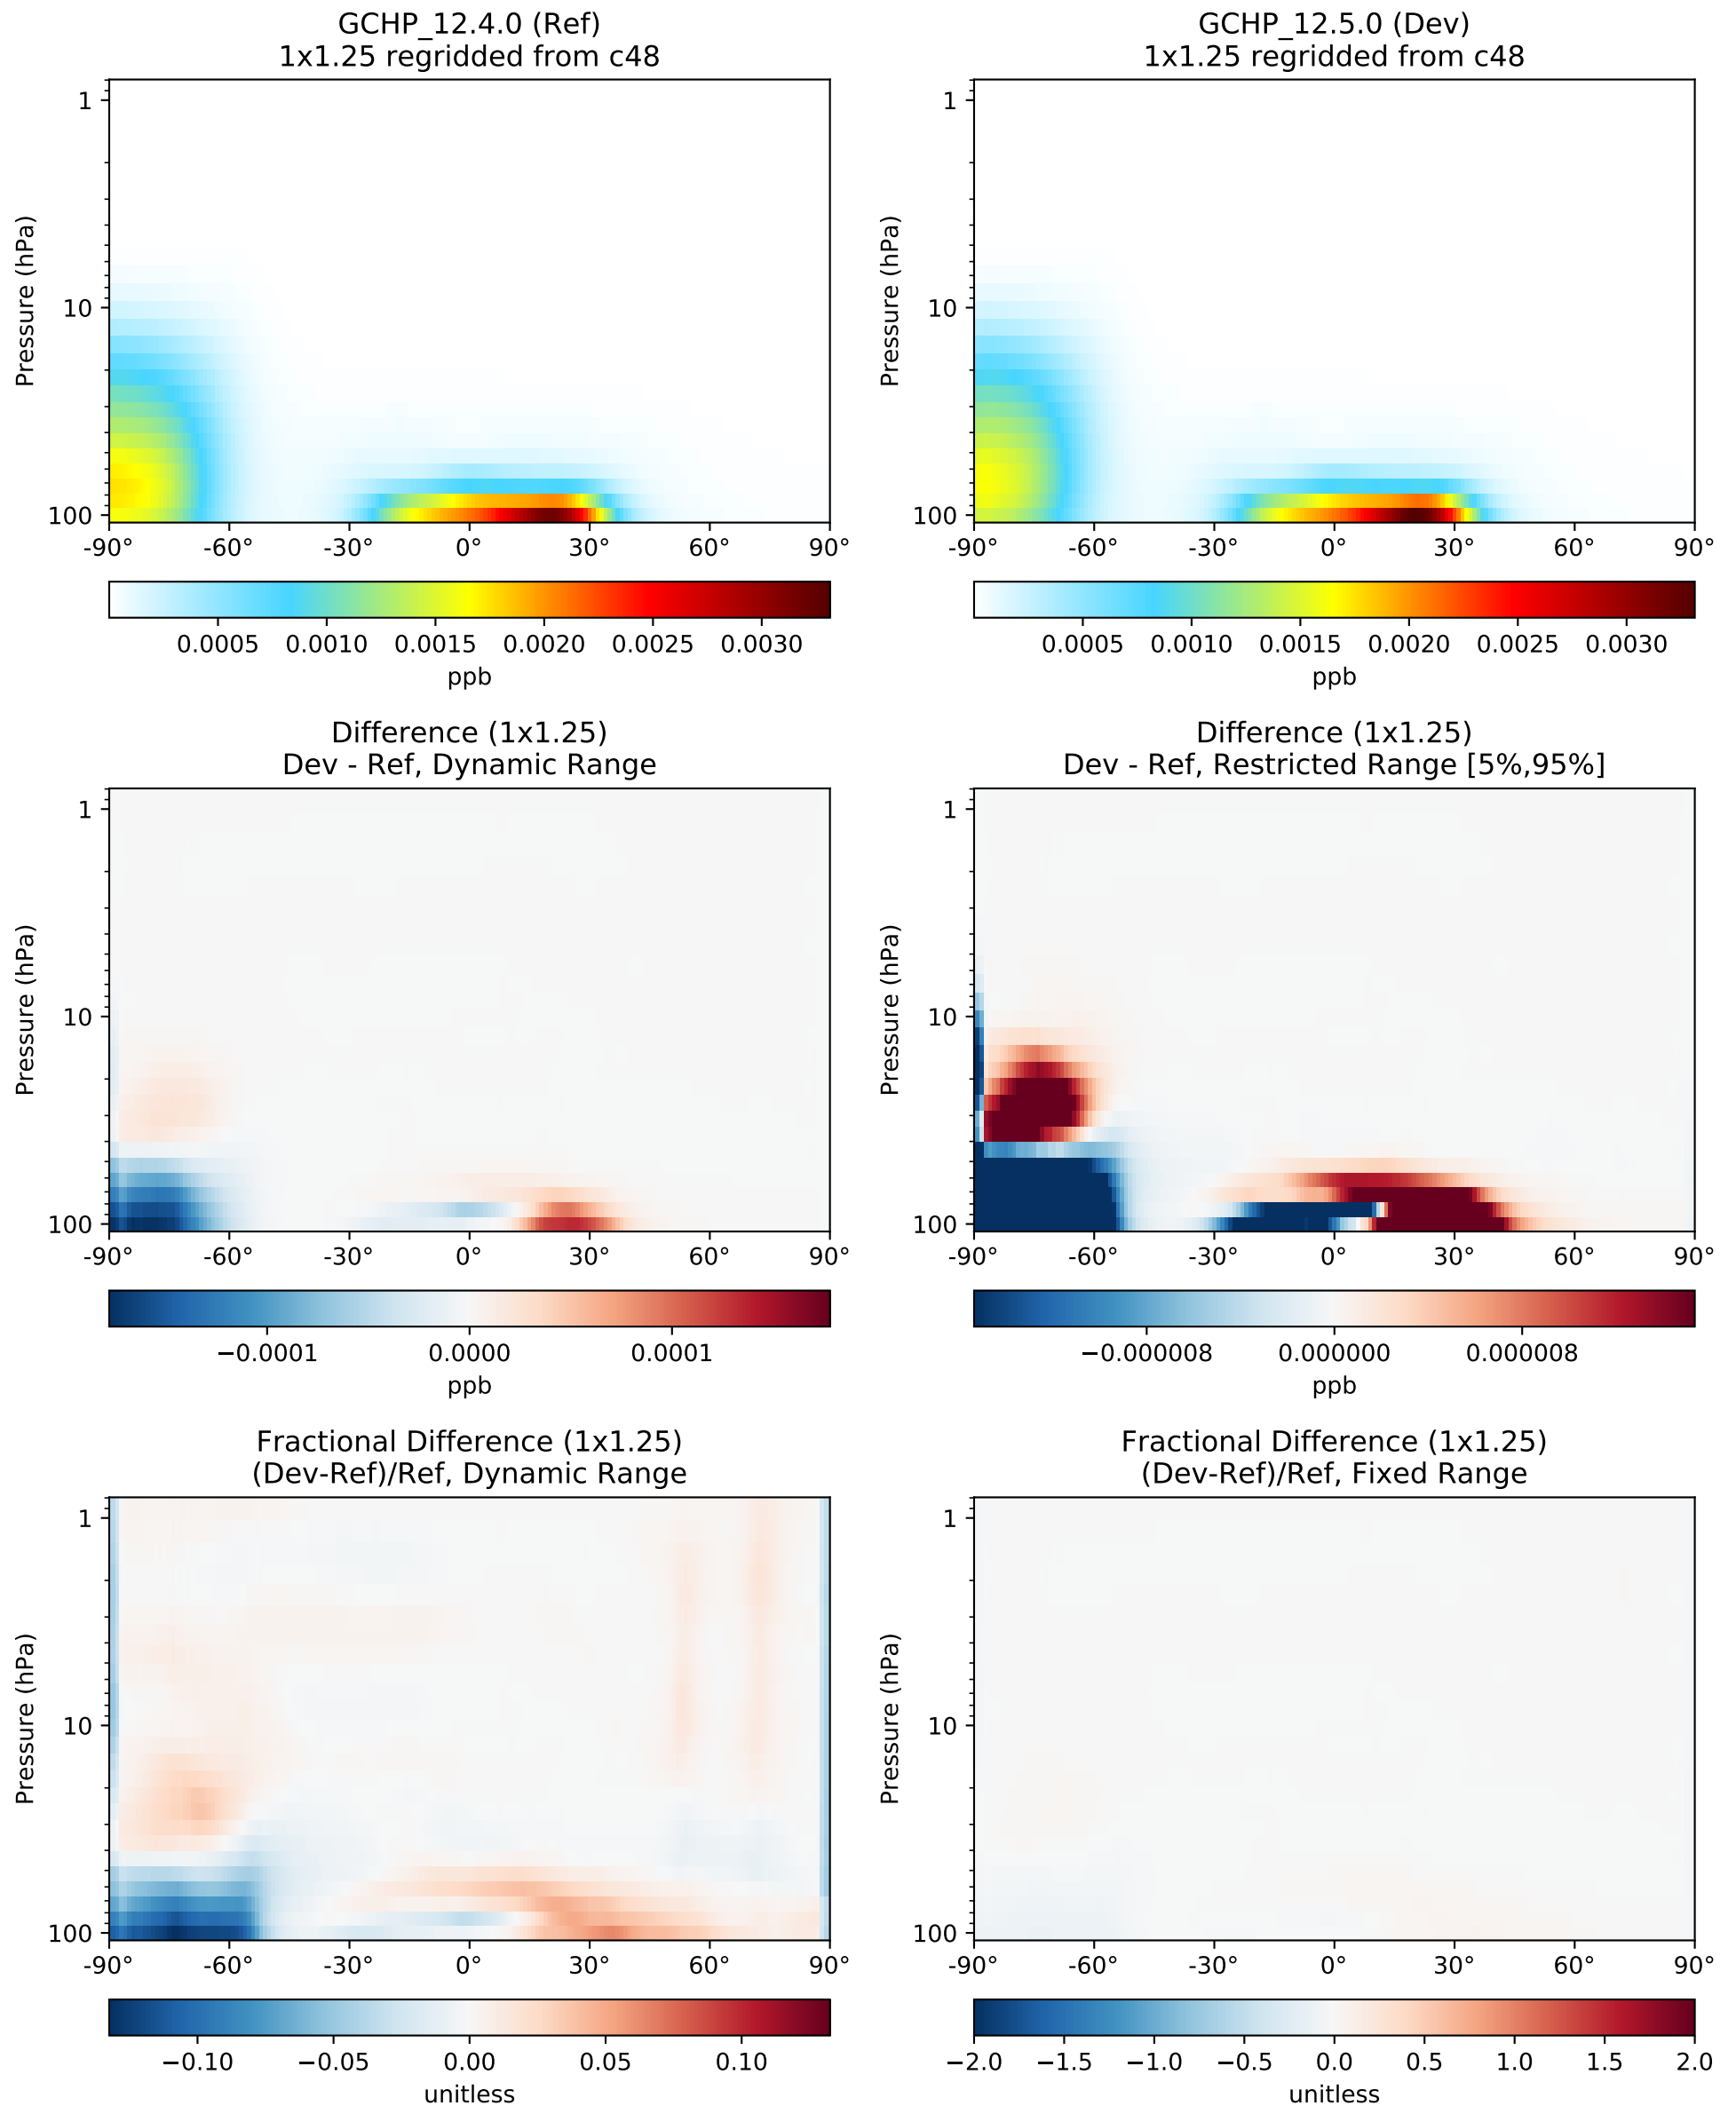 GCHP_12.4.0 (Ref)
1x1.25 regridded from c48
GCHP_12.5.0 (Dev)
1x1.25 regridded from c48
Pressure (hPa)
1
10
100
-90° -60° -30° 0° 30° 60° 90°
0.0005 0.0010 0.0015 0.0020 0.0025 0.0030
ppb
Pressure (hPa)
1
10
100
-90° -60° -30° 0° 30° 60° 90°
0.0005 0.0010 0.0015 0.0020 0.0025 0.0030
ppb
Difference (1x1.25)
Dev - Ref, Dynamic Range
Difference (1x1.25)
Dev - Ref, Restricted Range [5%,95%]
Pressure (hPa)
1
10
100
-90° -60° -30° 0° 30° 60° 90°
−0.0001 0.0000 0.0001
ppb
Pressure (hPa)
1
10
100
-90° -60° -30° 0° 30° 60° 90°
−0.000008 0.000000 0.000008
ppb
Fractional Difference (1x1.25)
(Dev-Ref)/Ref, Dynamic Range
Fractional Difference (1x1.25)
(Dev-Ref)/Ref, Fixed Range
Pressure (hPa)
1
10
100
-90° -60° -30° 0° 30° 60° 90°
−0.10 −0.05 0.00 0.05 0.10
unitless
Pressure (hPa)
1
10
100
-90° -60° -30° 0° 30° 60° 90°
−2.0 −1.5 −1.0 −0.5 0.0 0.5 1.0 1.5 2.0
unitless